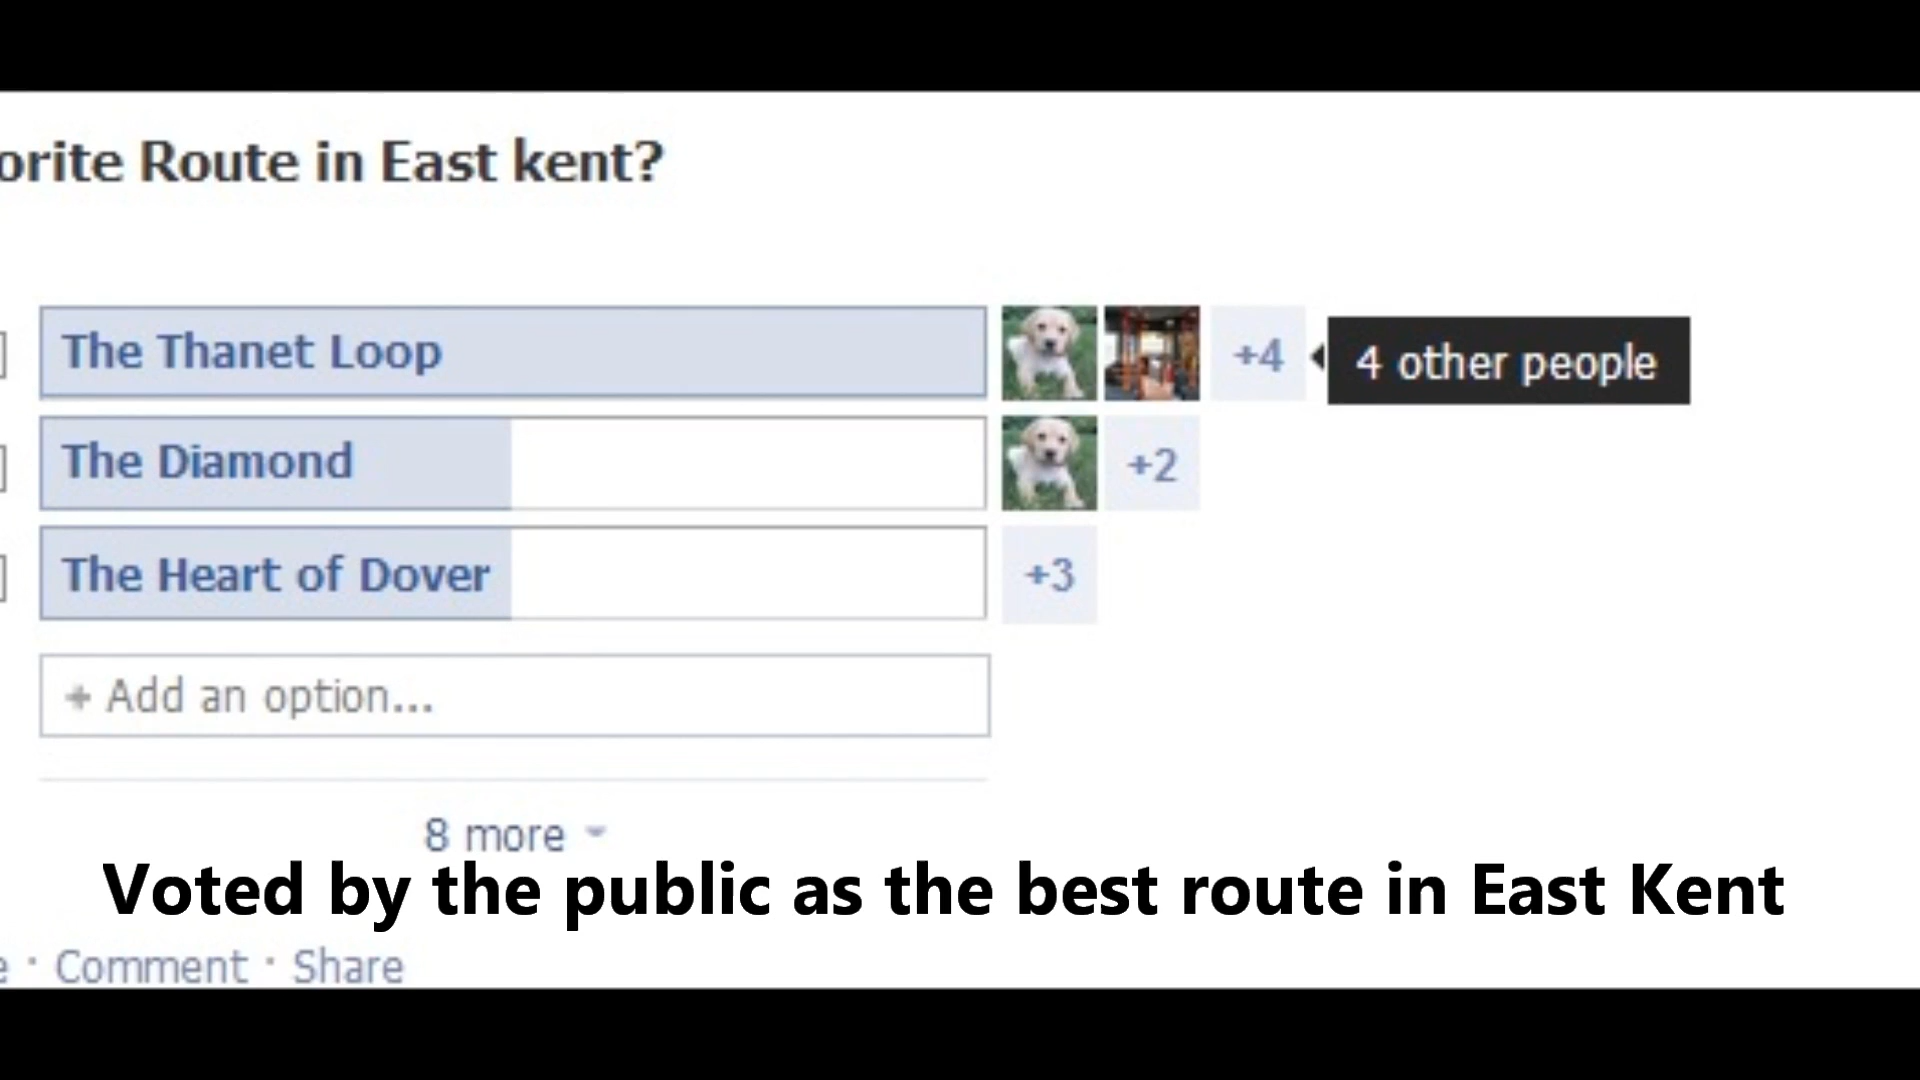 orite Route in East kent?
The Thanet Loop +4 4 other people
The Diamond +2
The Heart of Dover +3
+ Add an option...
8 more
Voted by the public as the best route in East Kent
e · Comment · Share